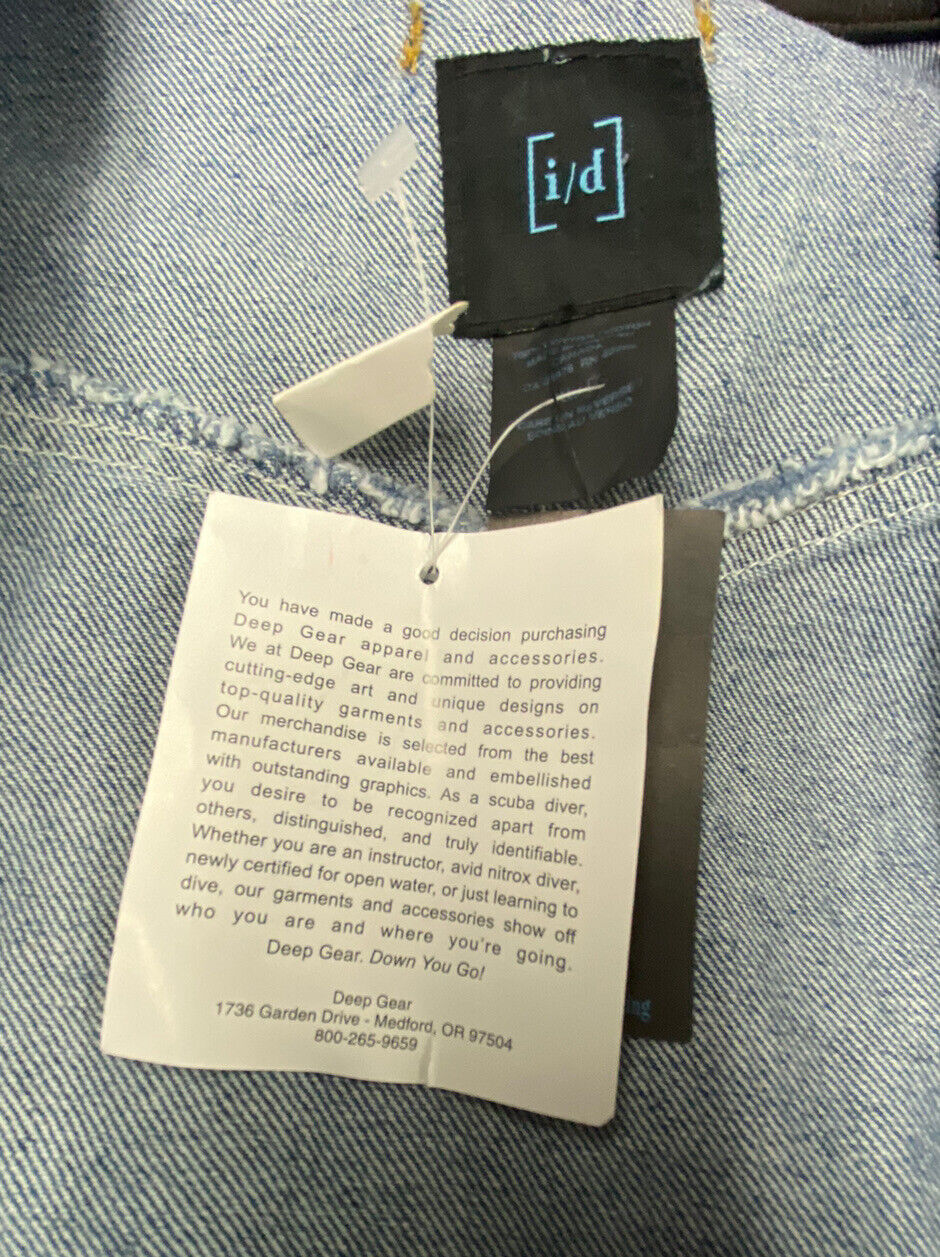 [i/d]
You have made a good decision purchasing
Deep Gear apparel and accessories.
We at Deep Gear are committed to providing
cutting-edge art and unique designs on
top-quality garments and accessories.
Our merchandise is selected from the best
manufacturers available and embellished
with outstanding graphics. As a scuba diver,
you desire to be recognized apart from
others, distinguished, and truly identifiable.
Whether you are an instructor, avid nitrox diver,
newly certified for open water, or just learning to
dive, our garments and accessories show off
who you are and where you're going.
Deep Gear. Down You Go!
Deep Gear
1736 Garden Drive - Medford, OR 97504
800-265-9659